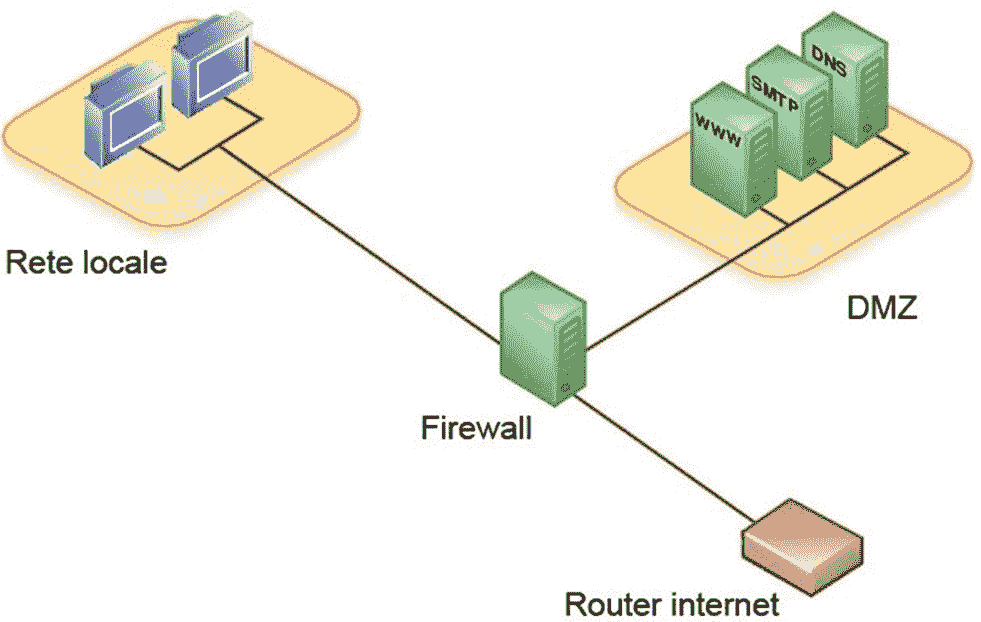 DNS
SMTP
WWW
Rete locale
DMZ
Firewall
Router internet